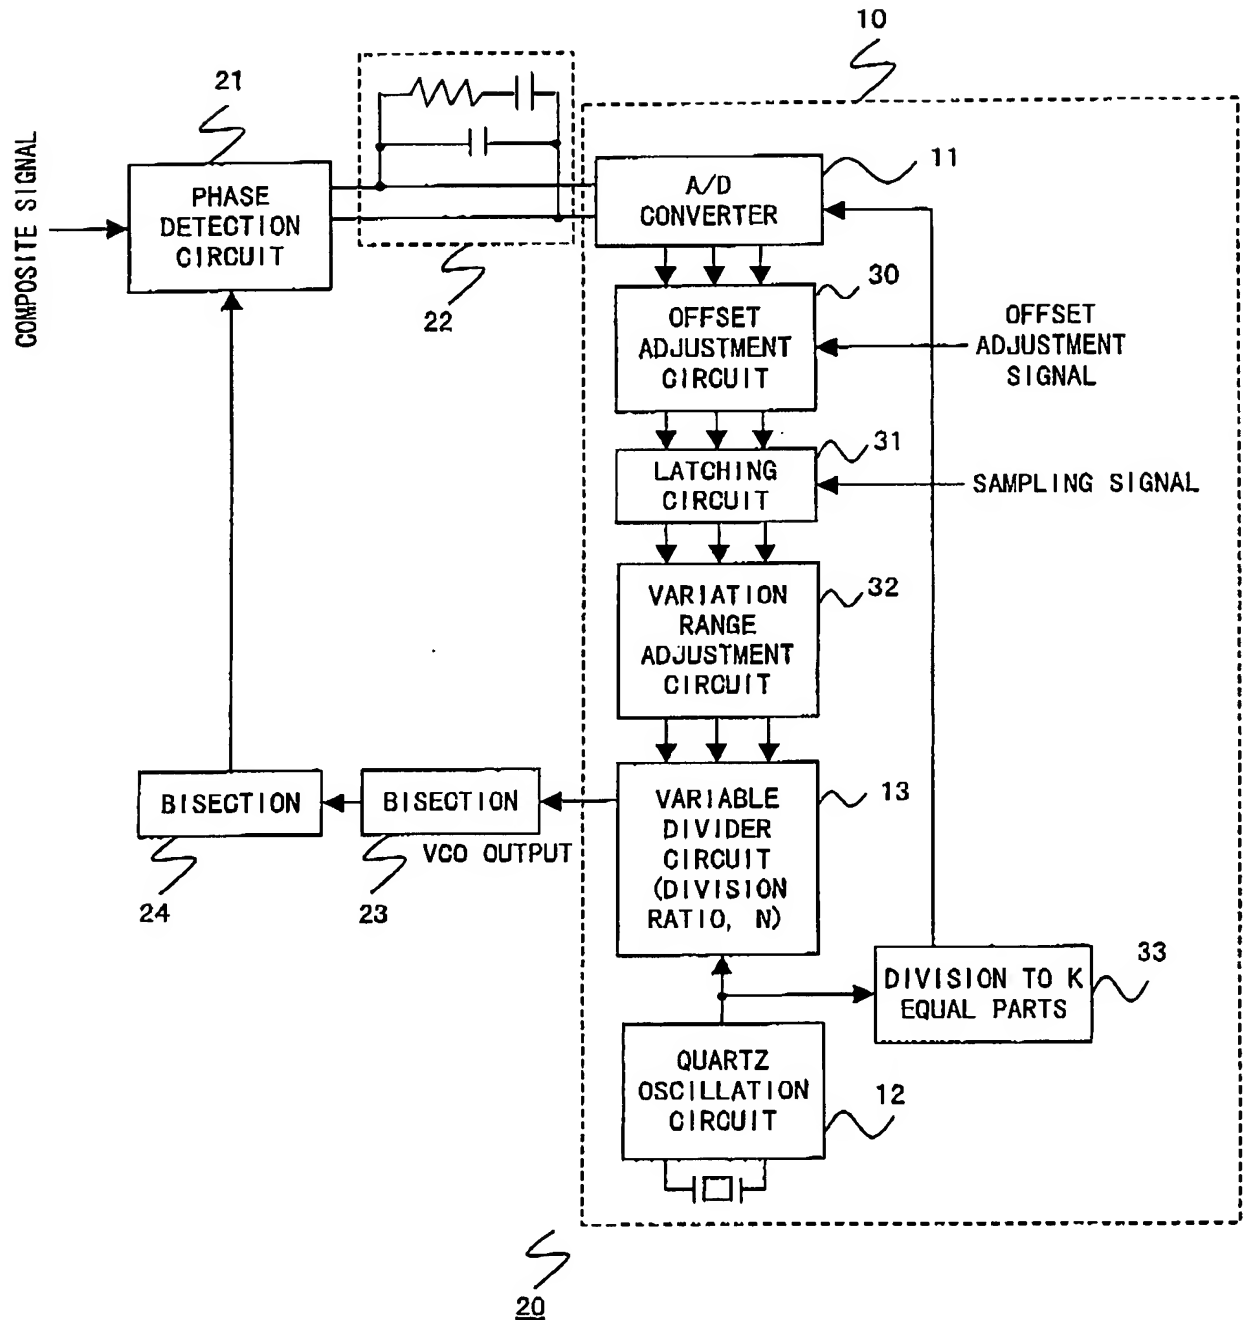 10
21
COMPOSITE SIGNAL
PHASE
DETECTION
CIRCUIT
22
A/D
CONVERTER
11
30
OFFSET
ADJUSTMENT
CIRCUIT
OFFSET
ADJUSTMENT
SIGNAL
31
LATCHING
CIRCUIT
SAMPLING SIGNAL
VARIATION
RANGE
ADJUSTMENT
CIRCUIT
32
BISECTION
24
BISECTION
23
VCO OUTPUT
VARIABLE
DIVIDER
CIRCUIT
(DIVISION
RATIO, N)
13
DIVISION TO K
EQUAL PARTS
33
QUARTZ
OSCILLATION
CIRCUIT
12
20